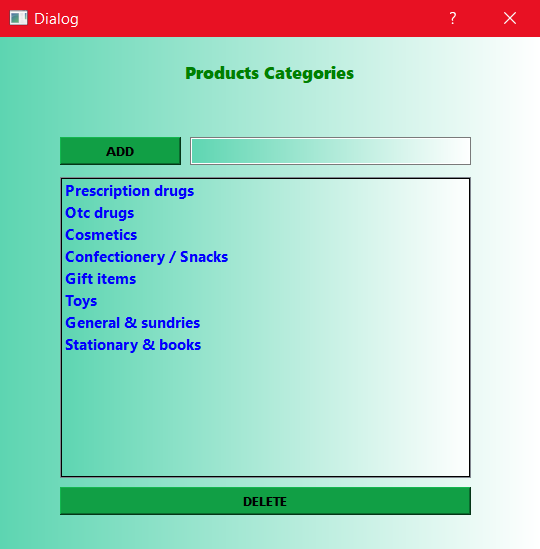 Dialog
?
Products Categories
ADD
Prescription drugs
Otc drugs
Cosmetics
Confectionery / Snacks
Gift items
Toys
General & sundries
Stationary & books
DELETE